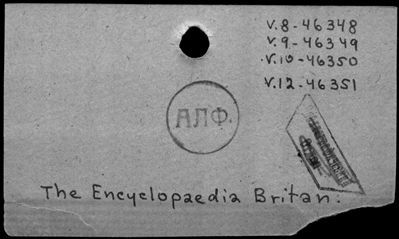 V.8-46348
V.9-46349
V.10-46350
V.12-46351
АЛФ.
The Encyclopaedia Britan.